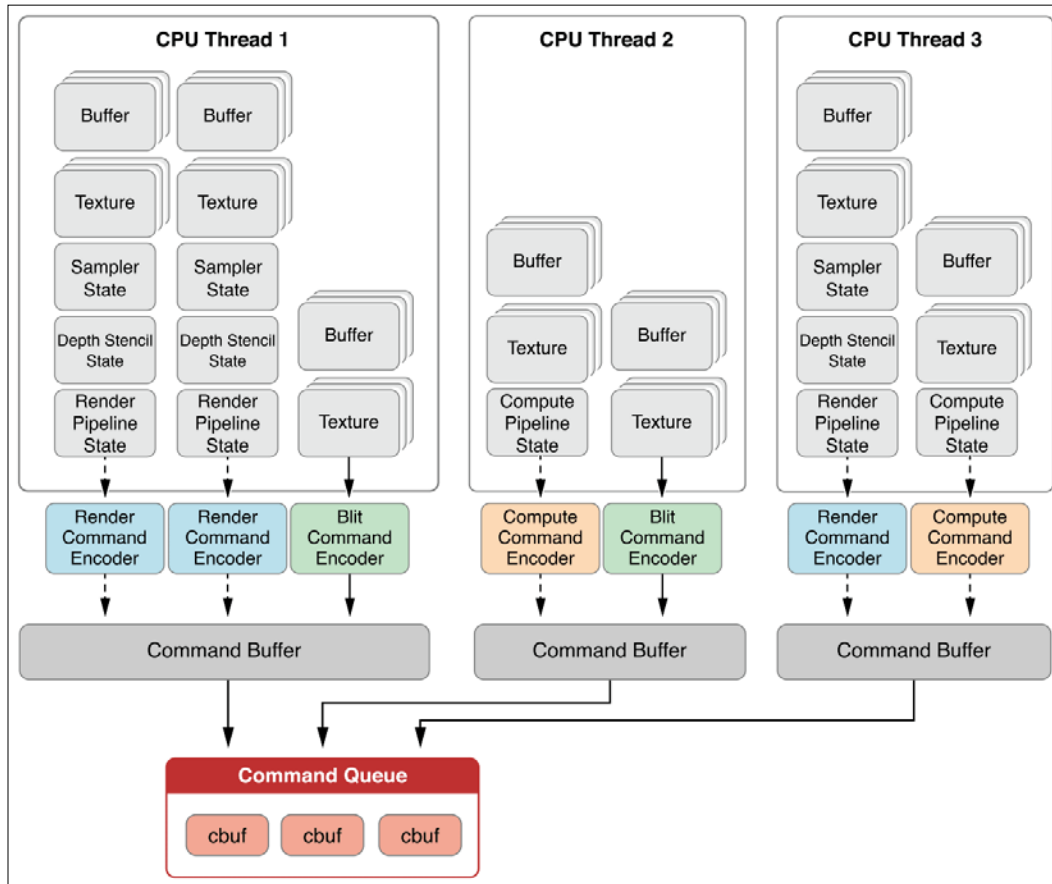 CPU Thread 1
Buffer
Buffer
Texture
Texture
Sampler
State
Sampler
State
Depth Stencil
State
Depth Stencil
State
Buffer
Render
Pipeline
State
Render
Pipeline
State
Texture
Render
Command
Encoder
Render
Command
Encoder
Blit
Command
Encoder
Command Buffer
CPU Thread 2
Buffer
Texture
Buffer
Compute
Pipeline
State
Texture
Compute
Command
Encoder
Blit
Command
Encoder
Command Buffer
CPU Thread 3
Buffer
Texture
Sampler
State
Buffer
Depth Stencil
State
Texture
Render
Pipeline
State
Compute
Pipeline
State
Render
Command
Encoder
Compute
Command
Encoder
Command Buffer
Command Queue
cbuf
cbuf
cbuf